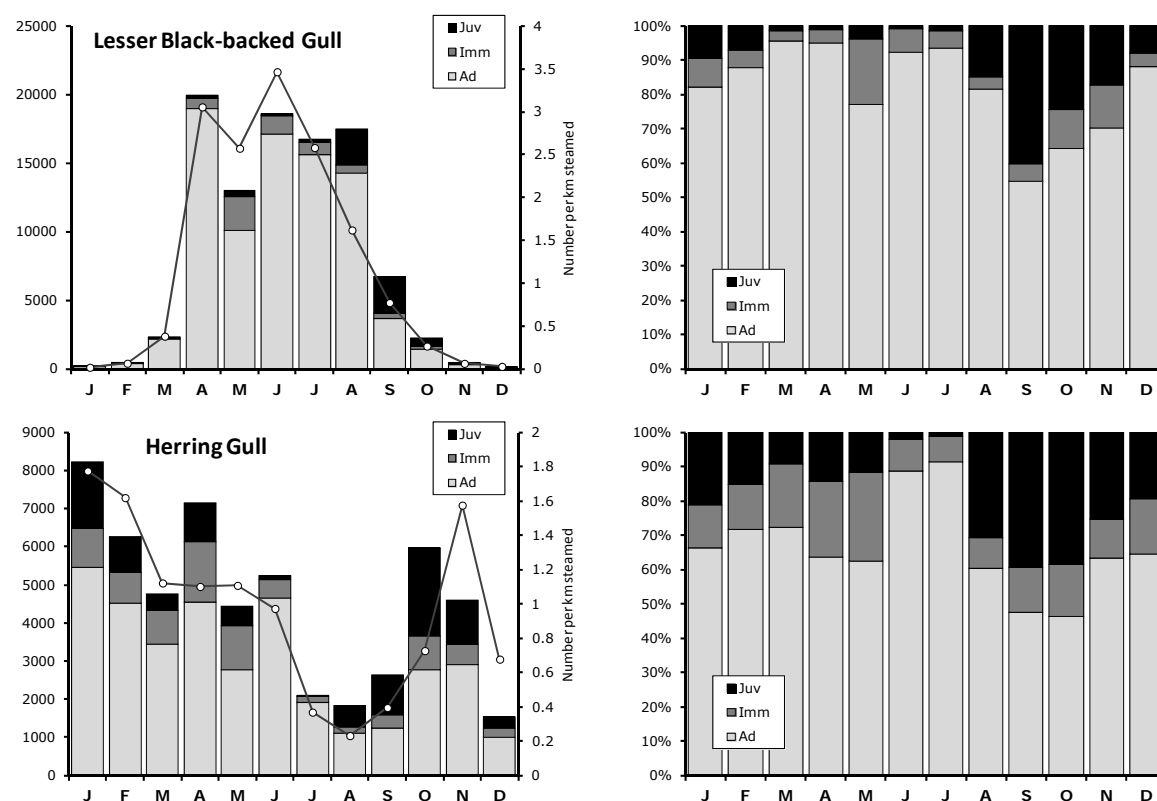 Lesser Black-backed Gull
25000
20000
15000
10000
5000
0
4
3.5
3
2.5
2
1.5
1
0.5
0
Number per km steamed
Juv
Imm
Ad
J F M A M J J A S O N D
100%
90%
80%
70%
60%
50%
40%
30%
20%
10%
0%
Juv
Imm
Ad
J F M A M J J A S O N D
Herring Gull
9000
8000
7000
6000
5000
4000
3000
2000
1000
0
2
1.8
1.6
1.4
1.2
1
0.8
0.6
0.4
0.2
0
Number per km steamed
Juv
Imm
Ad
J F M A M J J A S O N D
100%
90%
80%
70%
60%
50%
40%
30%
20%
10%
0%
Juv
Imm
Ad
J F M A M J J A S O N D